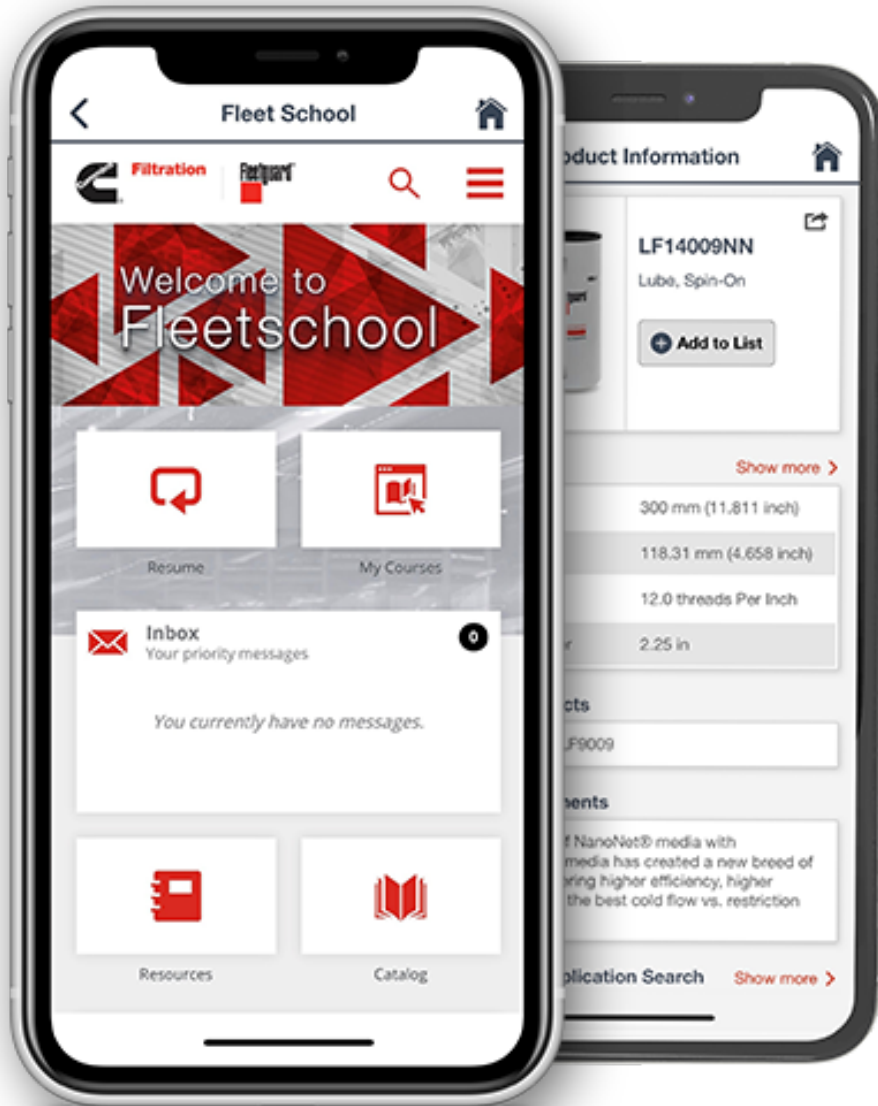 Fleet School
Filtration
Fleetguard
Welcome to
Fleetschool
Resume
My Courses
Inbox
0
Your priority messages
You currently have no messages.
Resources
Catalog
oduct Information
LF14009NN
Lube, Spin-On
Add to List
Show more
300 mm (11.811 inch)
118.31 mm (4.658 inch)
12.0 threads Per Inch
r
2.25 in
cts
LF9009
ents
f NanoNet® media with
media has created a new breed of
ring higher efficiency, higher
the best cold flow vs. restriction
plication Search
Show more